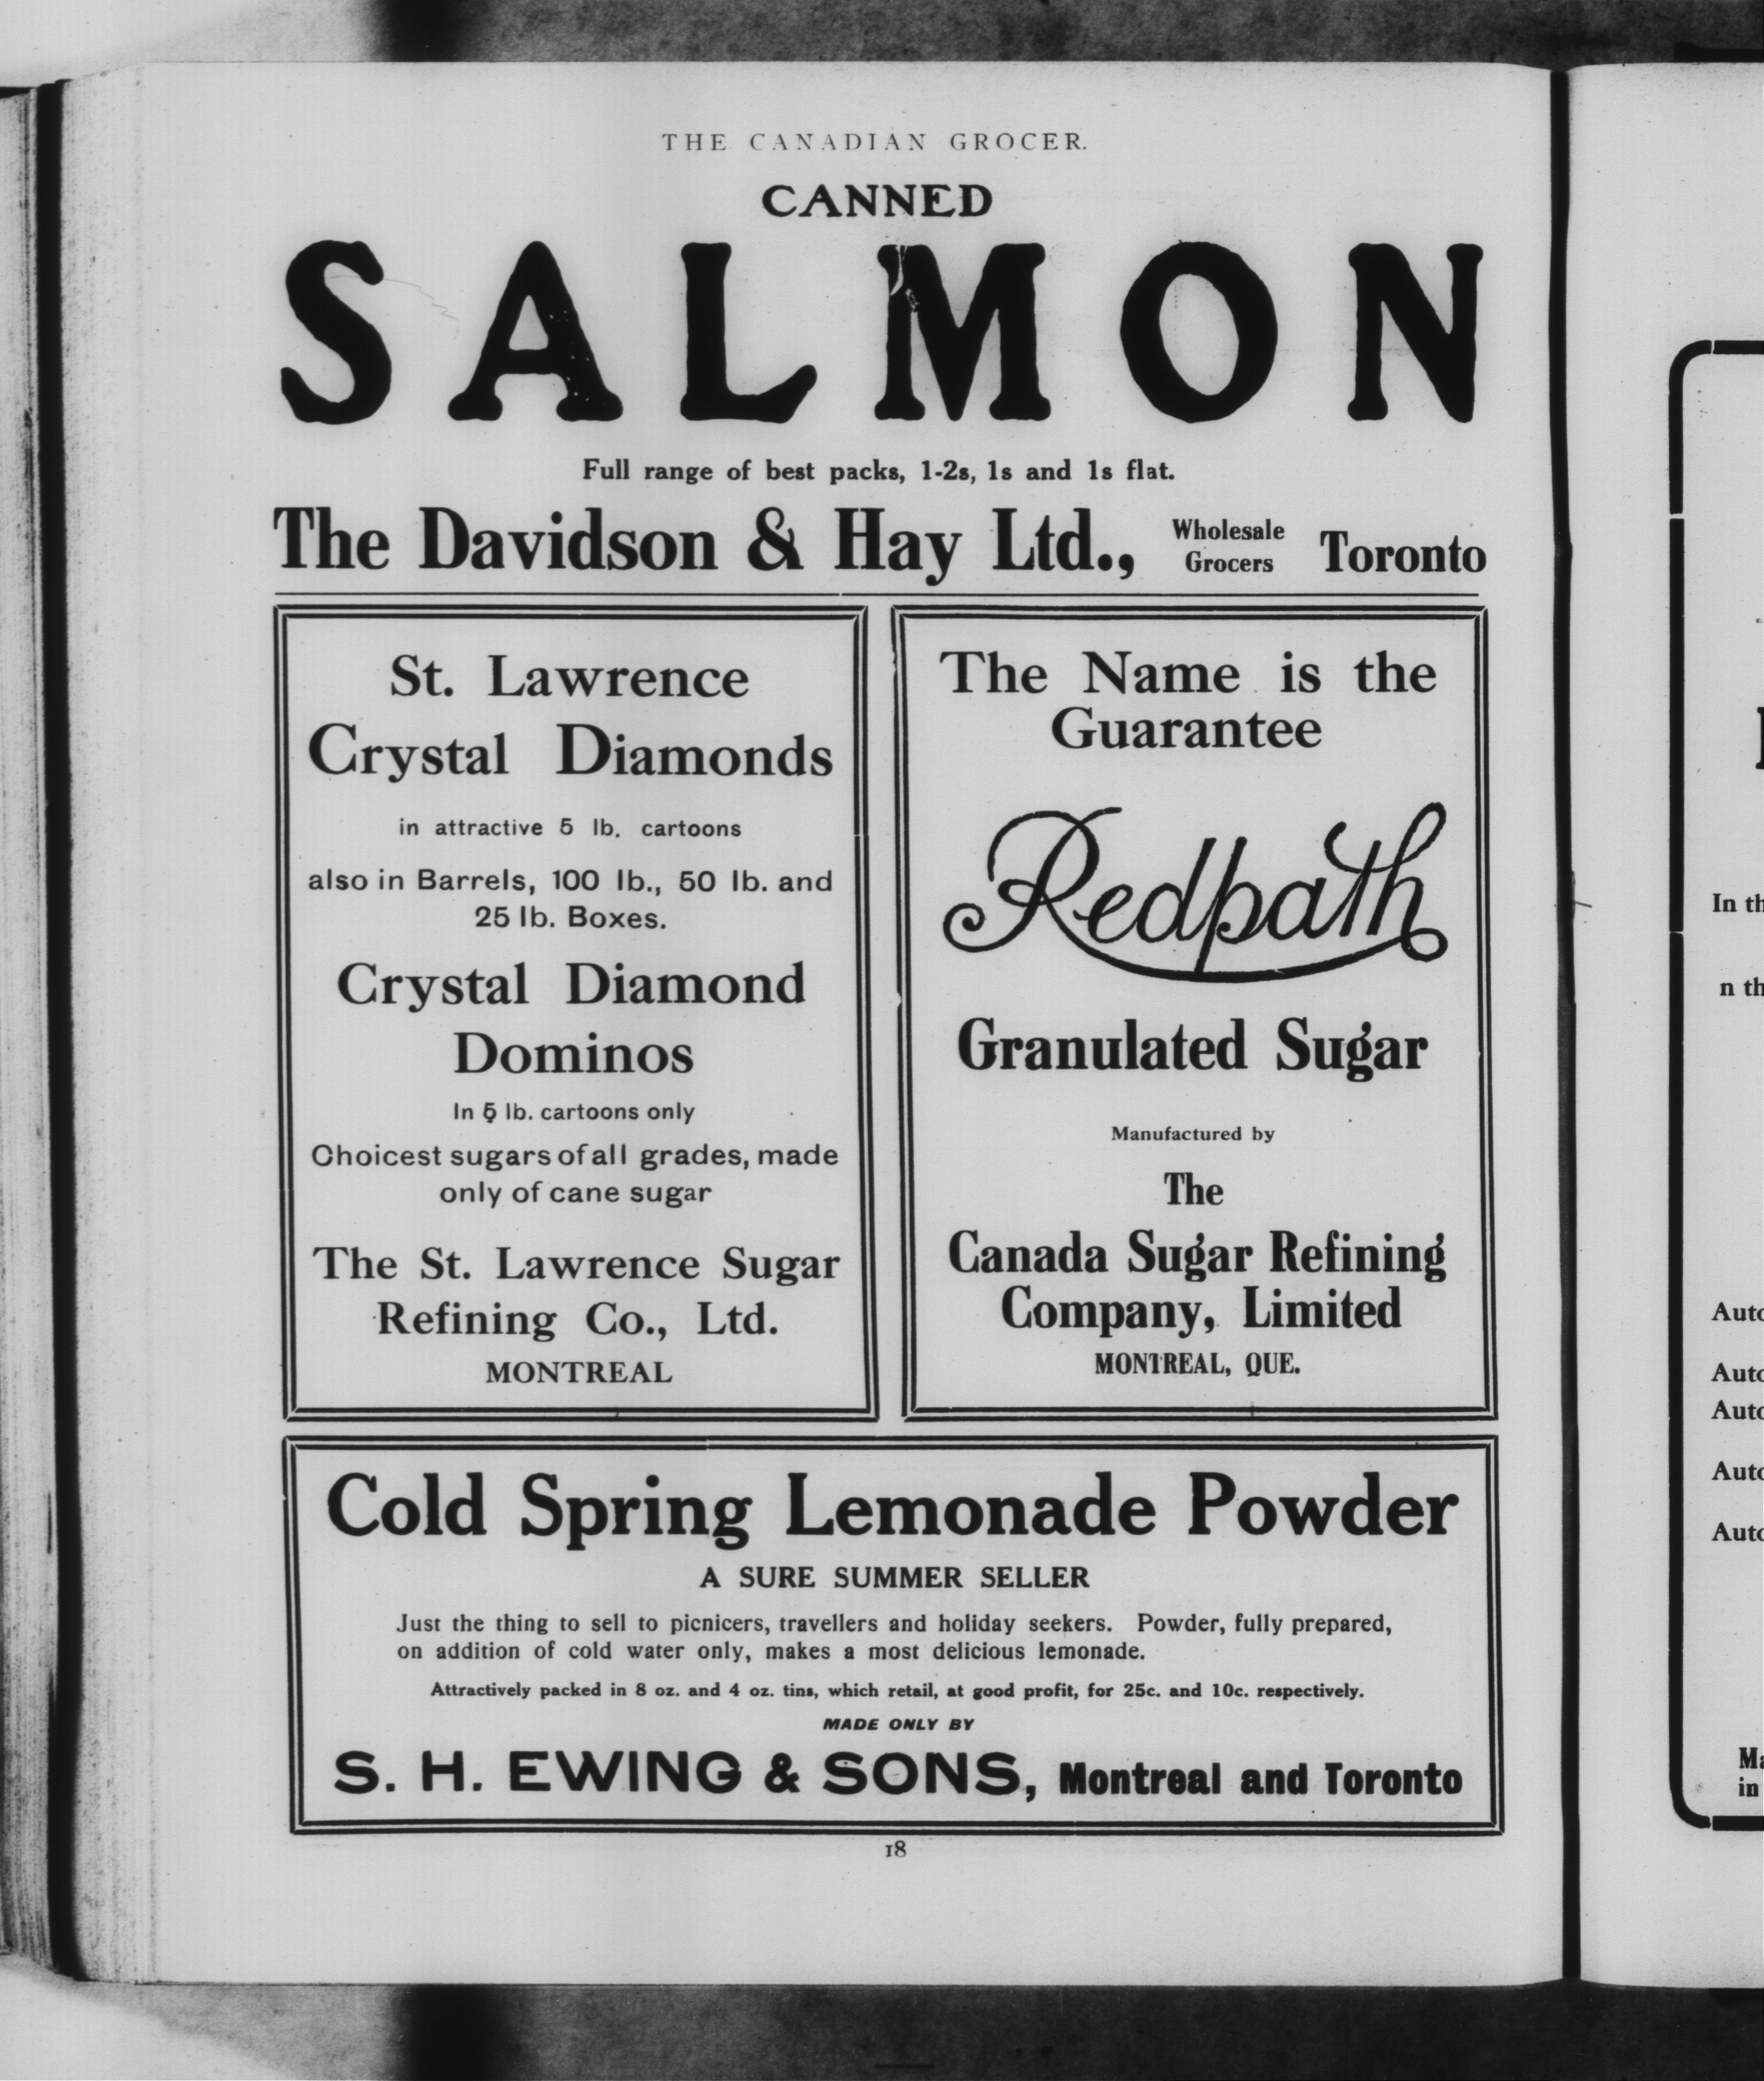 THE CANADIAN GROCER.
CANNED
SALMON
Full range of best packs, 1-2s, 1s and 1s flat.
The Davidson & Hay Ltd., Wholesale Grocers Toronto
St. Lawrence
Crystal Diamonds
in attractive 5 lb. cartoons
also in Barrels, 100 lb., 50 lb. and
25 lb. Boxes.
Crystal Diamond
Dominos
In 5 lb. cartoons only
Choicest sugars of all grades, made
only of cane sugar
The St. Lawrence Sugar
Refining Co., Ltd.
MONTREAL
The Name is the
Guarantee
Redpath
Granulated Sugar
Manufactured by
The
Canada Sugar Refining
Company, Limited
MONTREAL, QUE.
Cold Spring Lemonade Powder
A SURE SUMMER SELLER
Just the thing to sell to picnicers, travellers and holiday seekers. Powder, fully prepared,
on addition of cold water only, makes a most delicious lemonade.
Attractively packed in 8 oz. and 4 oz. tins, which retail, at good profit, for 25c. and 10c. respectively.
MADE ONLY BY
S. H. EWING & SONS, Montreal and Toronto
18
In
in